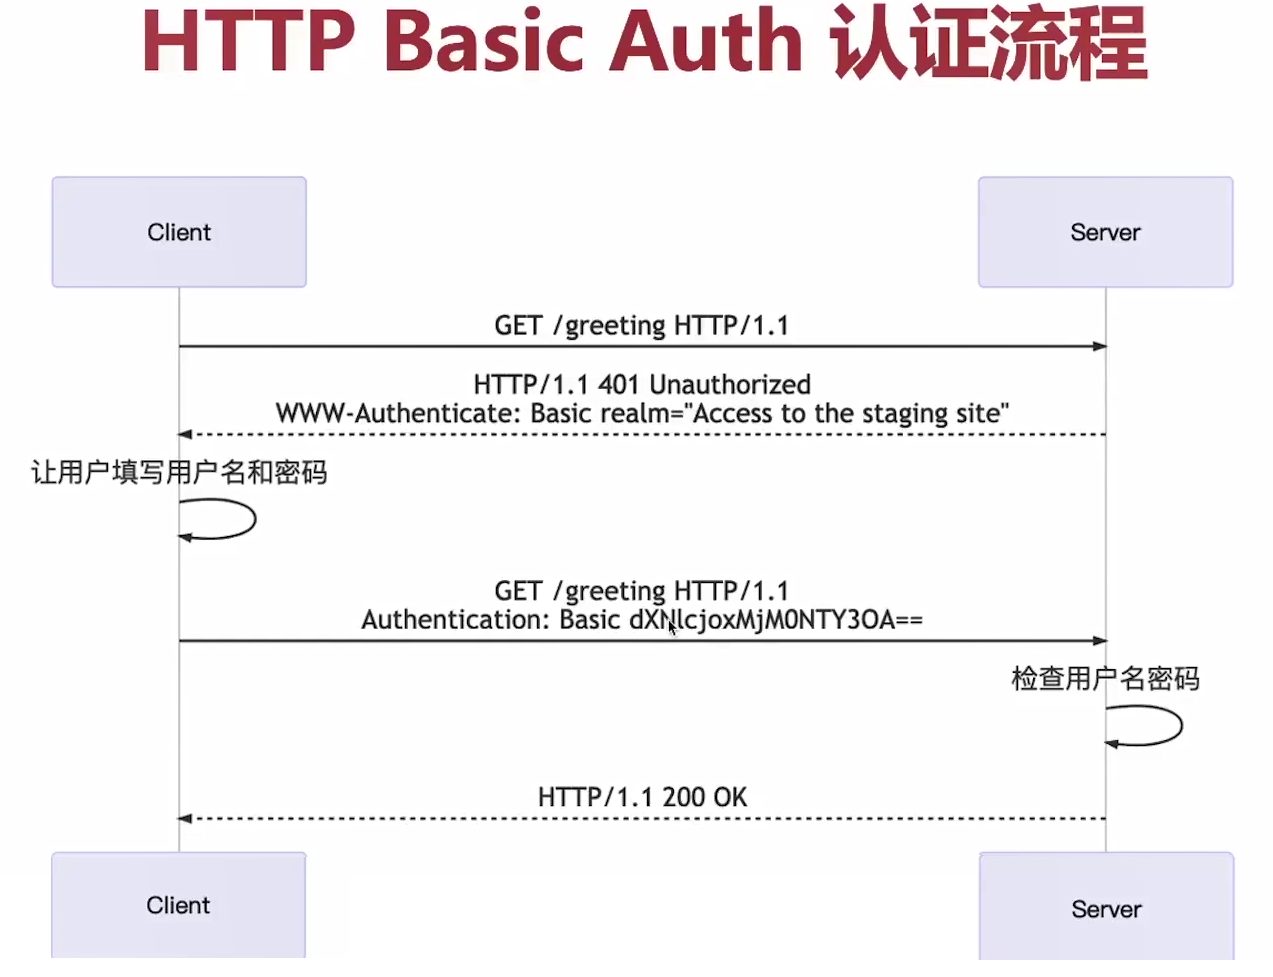 HTTP Basic Auth 认证流程
Client
Server
GET /greeting HTTP/1.1
HTTP/1.1 401 Unauthorized
WWW-Authenticate: Basic realm="Access to the staging site"
让用户填写用户名和密码
GET /greeting HTTP/1.1
Authentication: Basic dXNlcjoxMjM0NTY3OA==
检查用户名密码
HTTP/1.1 200 OK
Client
Server